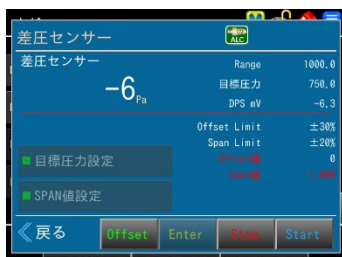 差圧センサー
ALC
差圧センサー
-6 Pa
Range 1000.0
目標圧力 750.0
DPS mV -6.3
Offset Limit ±30%
Span Limit ±20%
Offset値 0
Span値 1.000
■目標圧力設定
■SPAN値設定
《戻る
Offset
Enter
Stop
Start